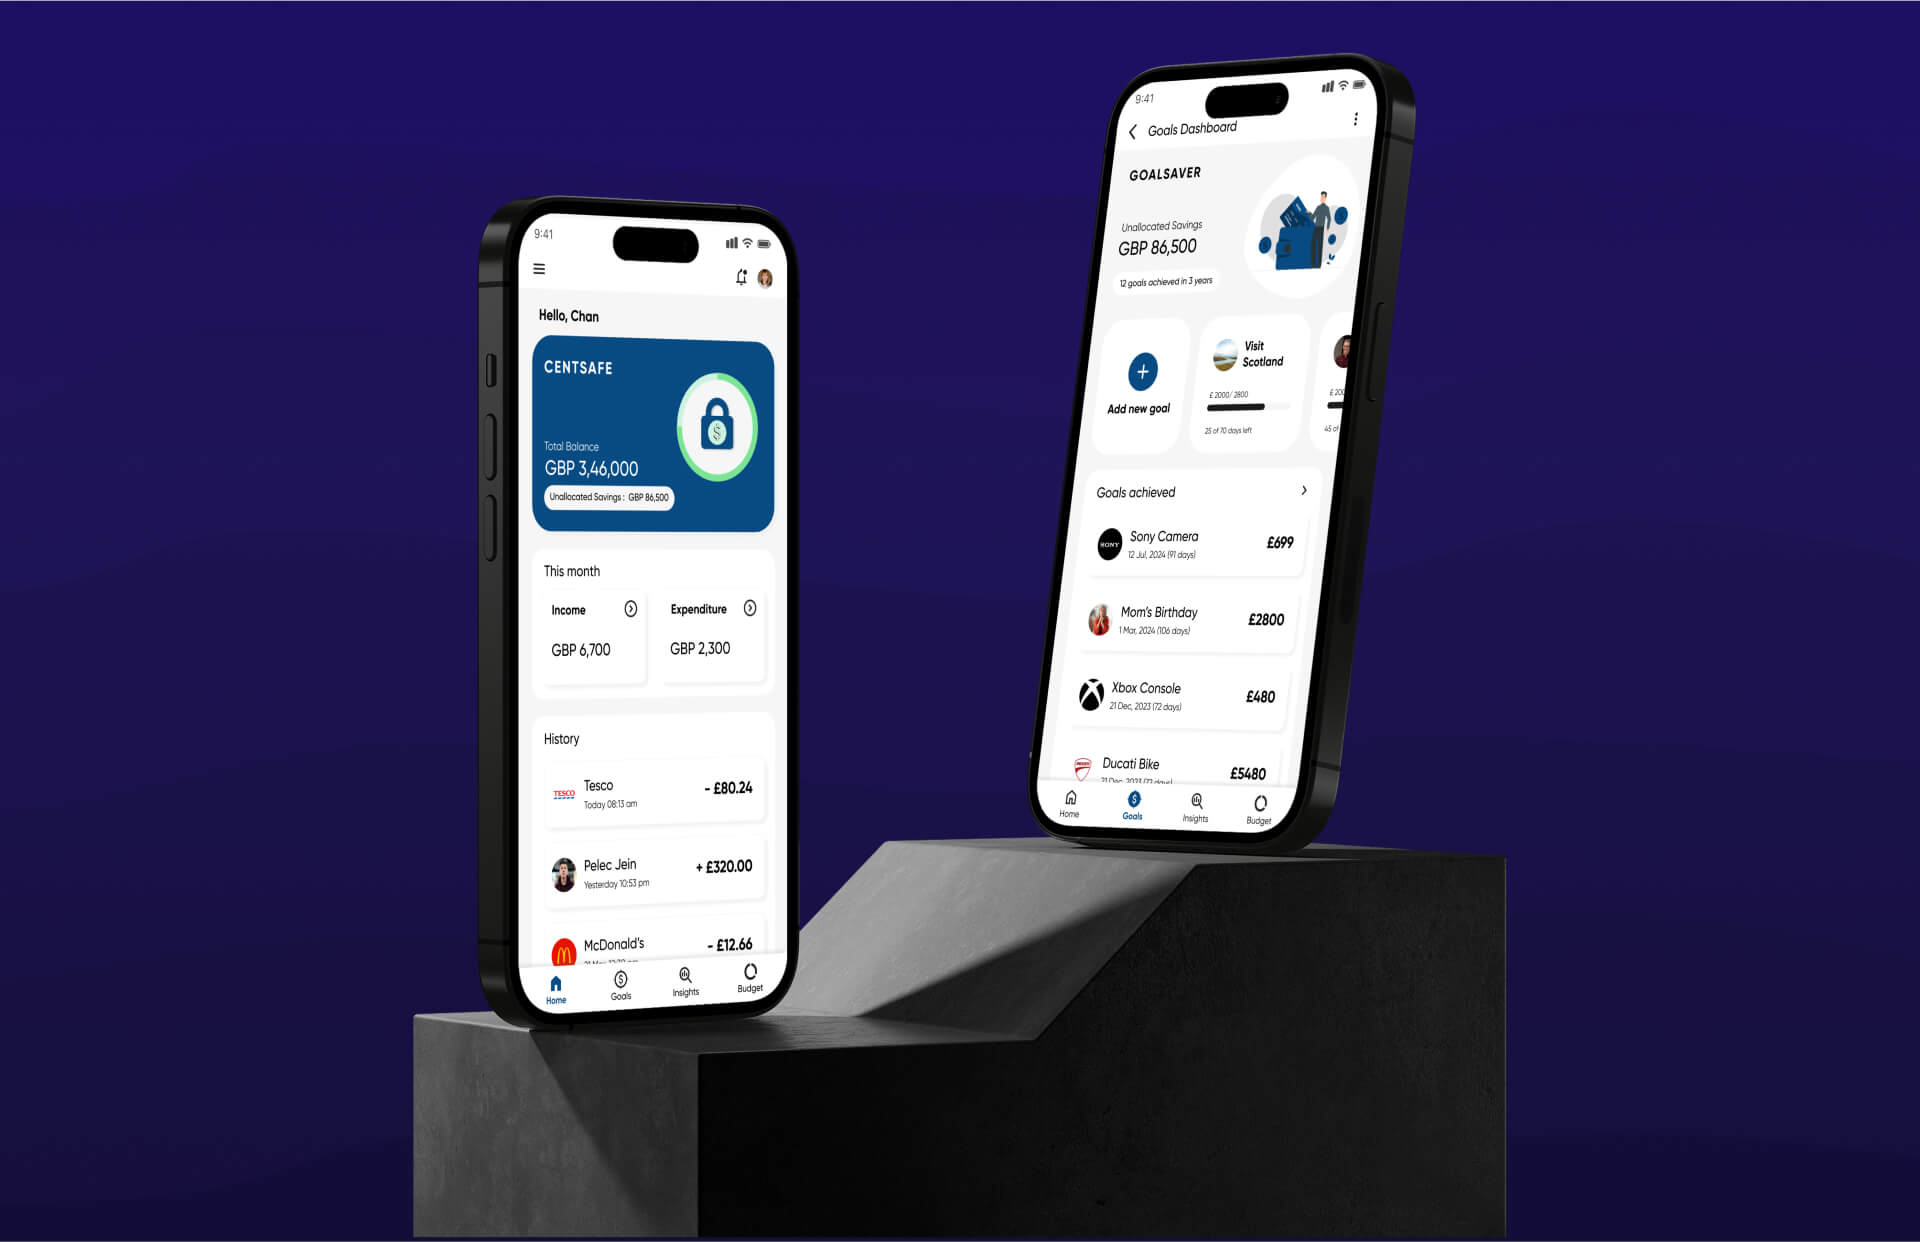 9:41
Hello, Chan
CENTSAFE
Total Balance
GBP 3,46,000
Unallocated Savings : GBP 86,500
This month
Income
GBP 6,700
Expenditure
GBP 2,300
History
TESCO
Tesco
Today 08:13 am
- £80.24
Pelec Jein
Yesterday 10:53 pm
+ £320.00
McDonald's
- £12.66
Home
Goals
Insights
Budget
9:41
Goals Dashboard
GOALSAVER
Unallocated Savings
GBP 86,500
12 goals achieved in 3 years
Add new goal
Visit
Scotland
£ 2000/ 2800
25 of 70 days left
£ 200
45 of
Goals achieved
SONY
Sony Camera
12 Jul, 2024 (91 days)
£699
Mom's Birthday
1 Mar, 2024 (106 days)
£2800
Xbox Console
21 Dec, 2023 (72 days)
£480
Ducati Bike
21 Dec, 2023 (72 days)
£5480
Home
Goals
Insights
Budget